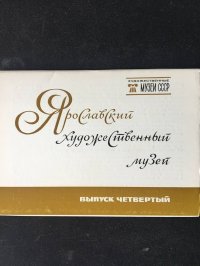 ХУДОЖЕСТВЕННЫЕ
МУЗЕИ СССР
Ярославский
художественный
музей
ВЫПУСК ЧЕТВЕРТЫЙ